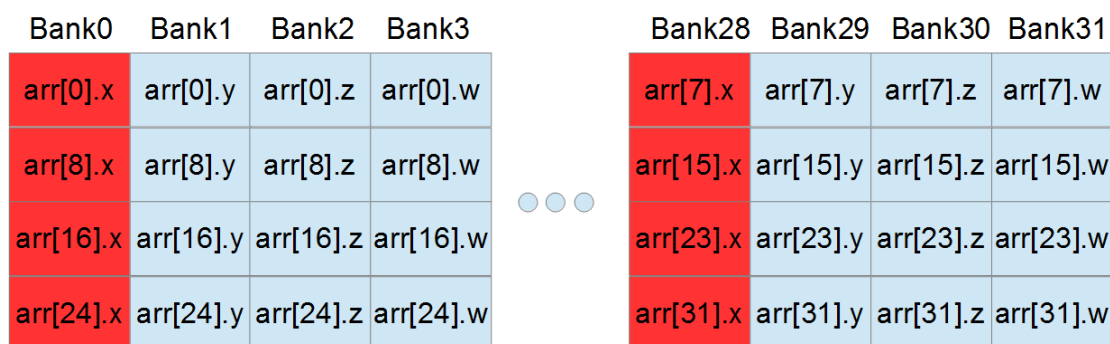 Bank0 Bank1 Bank2 Bank3 Bank28 Bank29 Bank30 Bank31
arr[0].x arr[0].y arr[0].z arr[0].w arr[7].x arr[7].y arr[7].z arr[7].w
arr[8].x arr[8].y arr[8].z arr[8].w arr[15].x arr[15].y arr[15].z arr[15].w
arr[16].x arr[16].y arr[16].z arr[16].w arr[23].x arr[23].y arr[23].z arr[23].w
arr[24].x arr[24].y arr[24].z arr[24].w arr[31].x arr[31].y arr[31].z arr[31].w